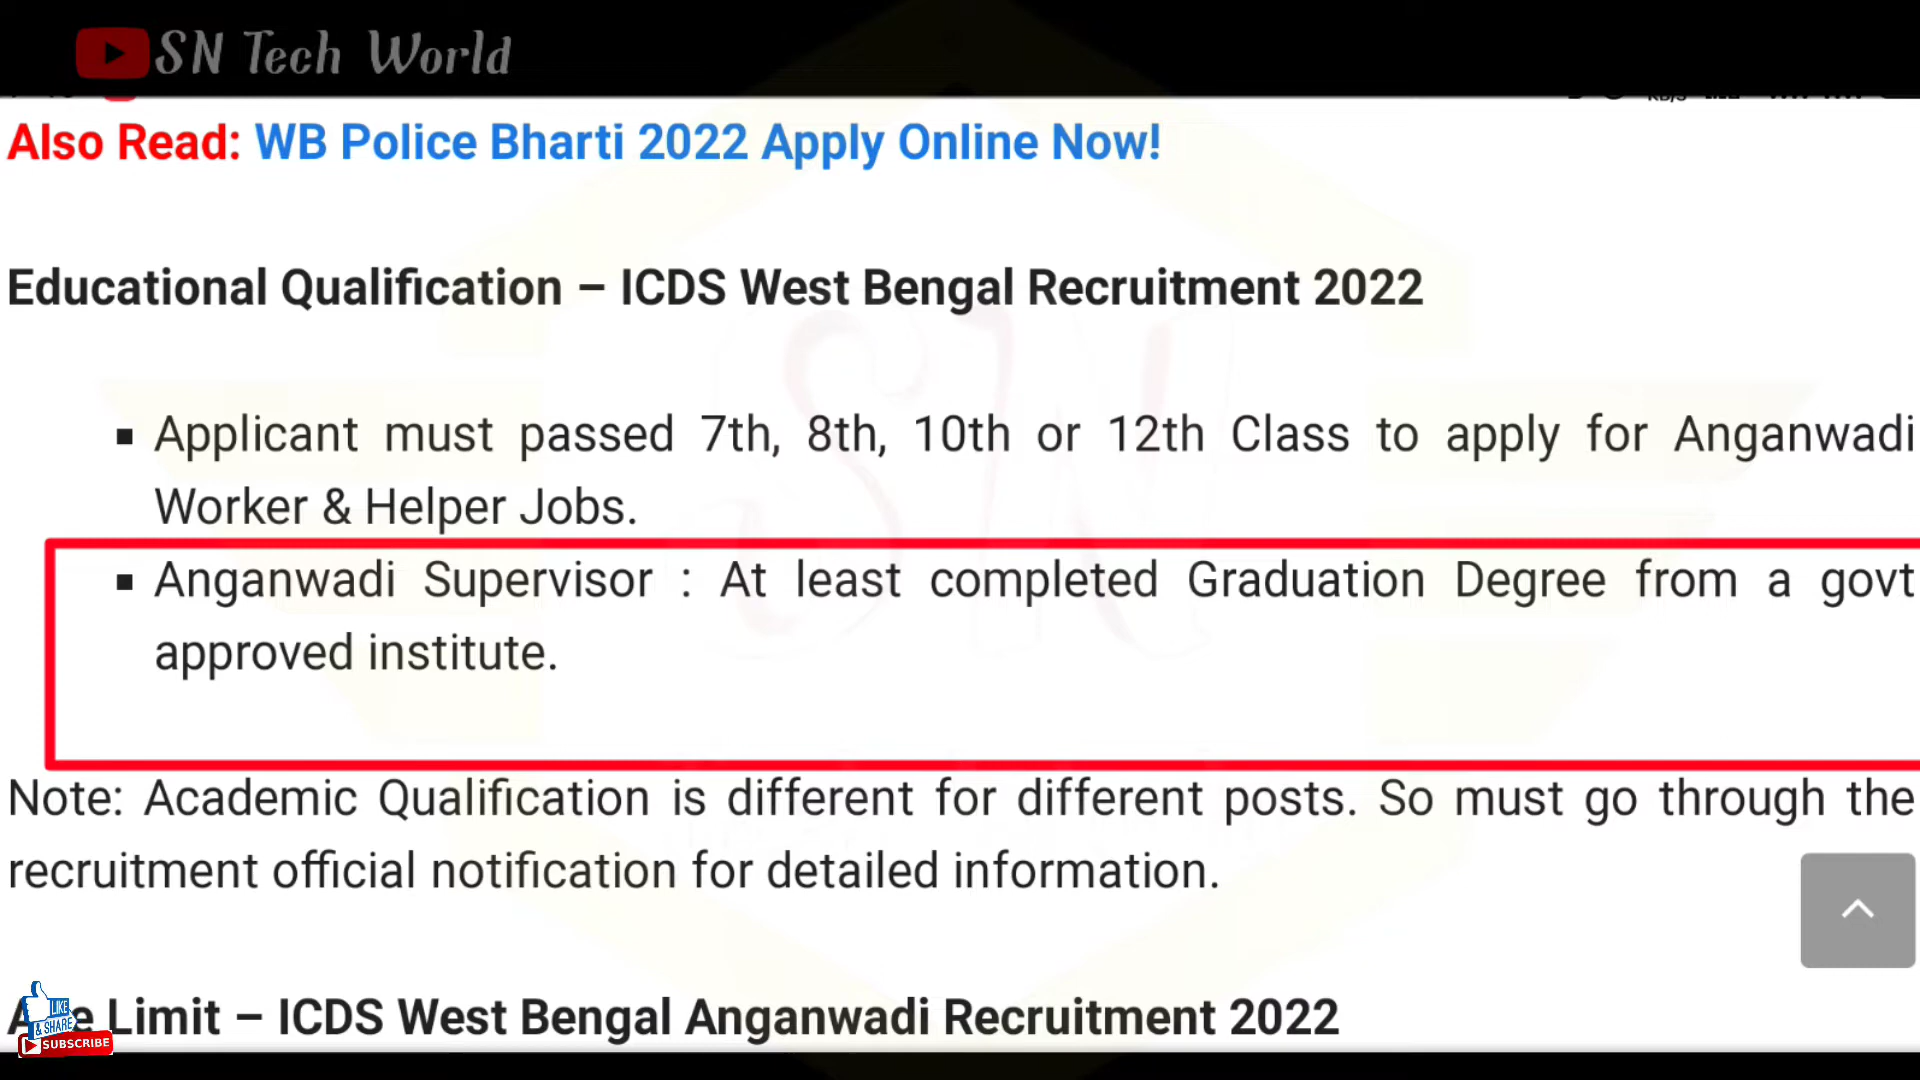 SN Tech World
Also Read: WB Police Bharti 2022 Apply Online Now!
Educational Qualification – ICDS West Bengal Recruitment 2022
▪ Applicant must passed 7th, 8th, 10th or 12th Class to apply for Anganwadi
Worker & Helper Jobs.
▪ Anganwadi Supervisor : At least completed Graduation Degree from a govt
approved institute.
Note: Academic Qualification is different for different posts. So must go through the
recruitment official notification for detailed information.
Limit – ICDS West Bengal Anganwadi Recruitment 2022
LIKE
& SHARE
SUBSCRIBE